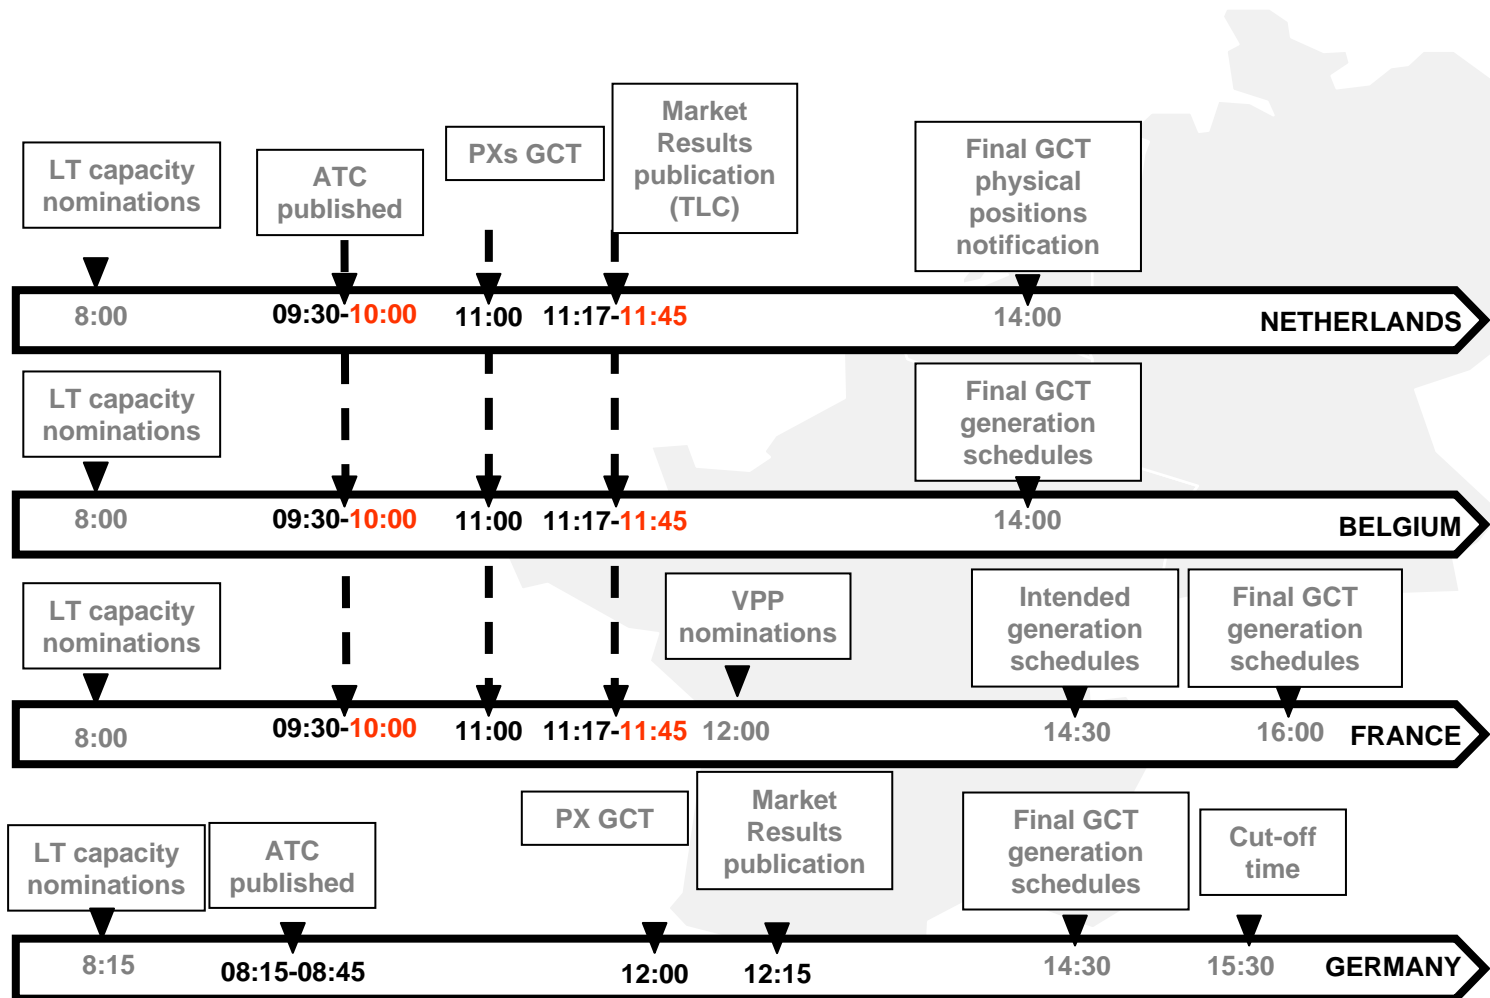 LT capacity
nominations
ATC
published
PXs GCT
Market
Results
publication
(TLC)
Final GCT
physical
positions
notification
8:00
09:30-10:00
11:00
11:17-11:45
14:00
NETHERLANDS
LT capacity
nominations
Final GCT
generation
schedules
8:00
09:30-10:00
11:00
11:17-11:45
14:00
BELGIUM
LT capacity
nominations
VPP
nominations
Intended
generation
schedules
Final GCT
generation
schedules
8:00
09:30-10:00
11:00
11:17-11:45
12:00
14:30
16:00
FRANCE
LT capacity
nominations
ATC
published
PX GCT
Market
Results
publication
Final GCT
generation
schedules
Cut-off
time
8:15
08:15-08:45
12:00
12:15
14:30
15:30
GERMANY